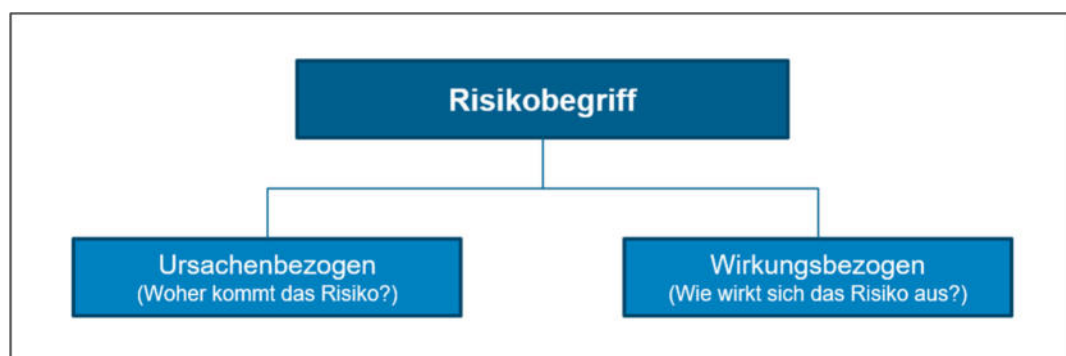 Risikobegriff
Ursachenbezogen
(Woher kommt das Risiko?)
Wirkungsbezogen
(Wie wirkt sich das Risiko aus?)